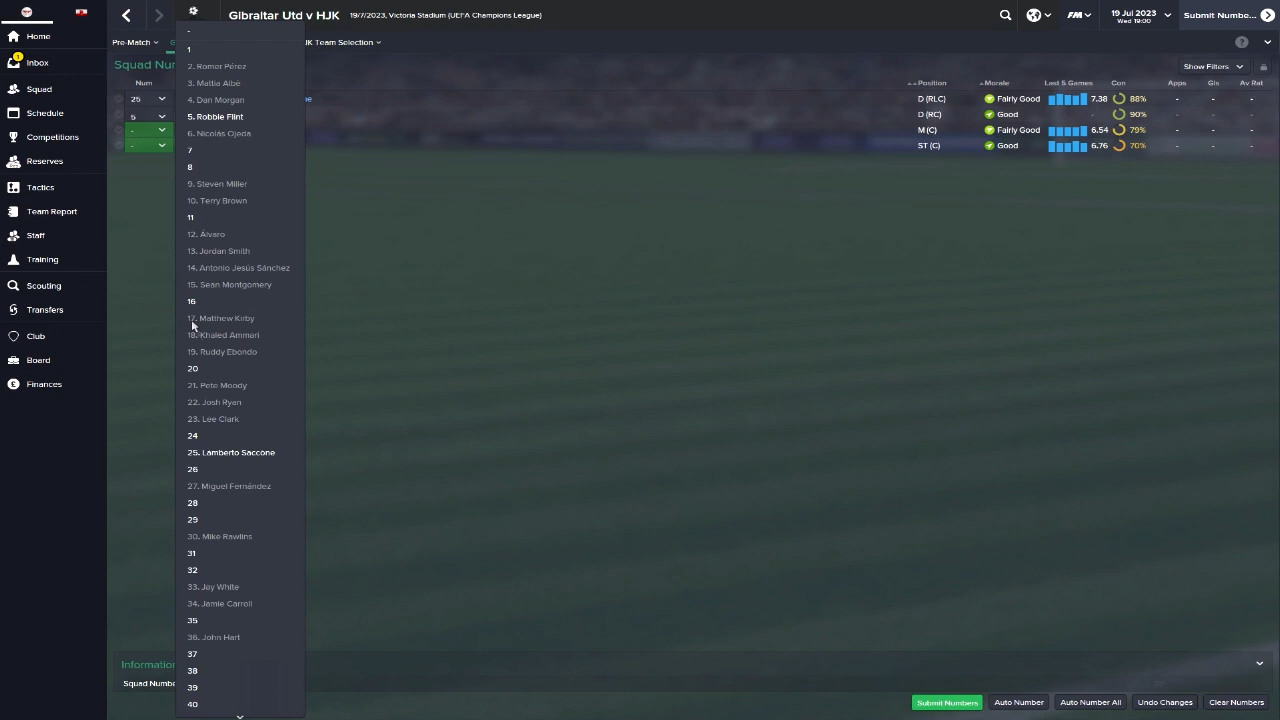 Gibraltar Utd v HJK 19/7/2023, Victoria Stadium (UEFA Champions League)
FM
19 Jul 2023
Wed 19:00
Submit Numbe...
Home
1
Inbox
Squad
Schedule
Competitions
Reserves
Tactics
Team Report
Staff
Training
Scouting
Transfers
Club
Board
Finances
Pre-Match
HJK Team Selection
?
Show Filters
Num
Position Morale Last 5 Games Con Apps Gls Av Rat
25 D (RLC) Fairly Good 7.38 88% - - -
5 D (RC) Good - 90% - - -
- M (C) Fairly Good 6.54 79% - - -
- ST (C) Good 6.76 70% - - -
-
1
2. Romer Pérez
3. Mattia Albè
4. Dan Morgan
5. Robbie Flint
6. Nicolás Ojeda
7
8
9. Steven Miller
10. Terry Brown
11
12. Álvaro
13. Jordan Smith
14. Antonio Jesús Sánchez
15. Sean Montgomery
16
17. Matthew Kirby
18. Khaled Ammari
19. Ruddy Ebondo
20
21. Pete Moody
22. Josh Ryan
23. Lee Clark
24
25. Lamberto Saccone
26
27. Miguel Fernández
28
29
30. Mike Rawlins
31
32
33. Jay White
34. Jamie Carroll
35
36. John Hart
37
38
39
40
Submit Numbers
Auto Number
Auto Number All
Undo Changes
Clear Numbers